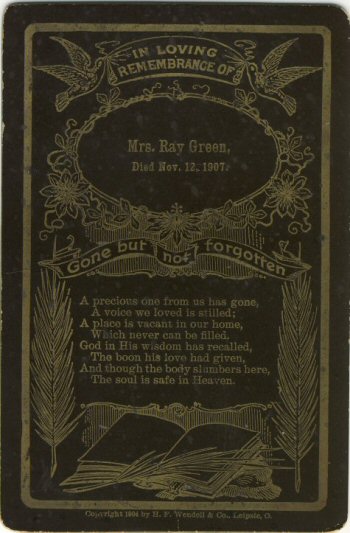 IN LOVING
REMEMBRANCE OF
Mrs. Ray Green,
Died Nov. 12, 1907.
Gone but not forgotten
A precious one from us has gone,
A voice we loved is stilled;
A place is vacant in our home,
Which never can be filled.
God in His wisdom has recalled,
The boon his love had given,
And though the body slumbers here,
The soul is safe in Heaven.
Copyright 1904 by H. F. Wendell & Co., Leipsic, O.